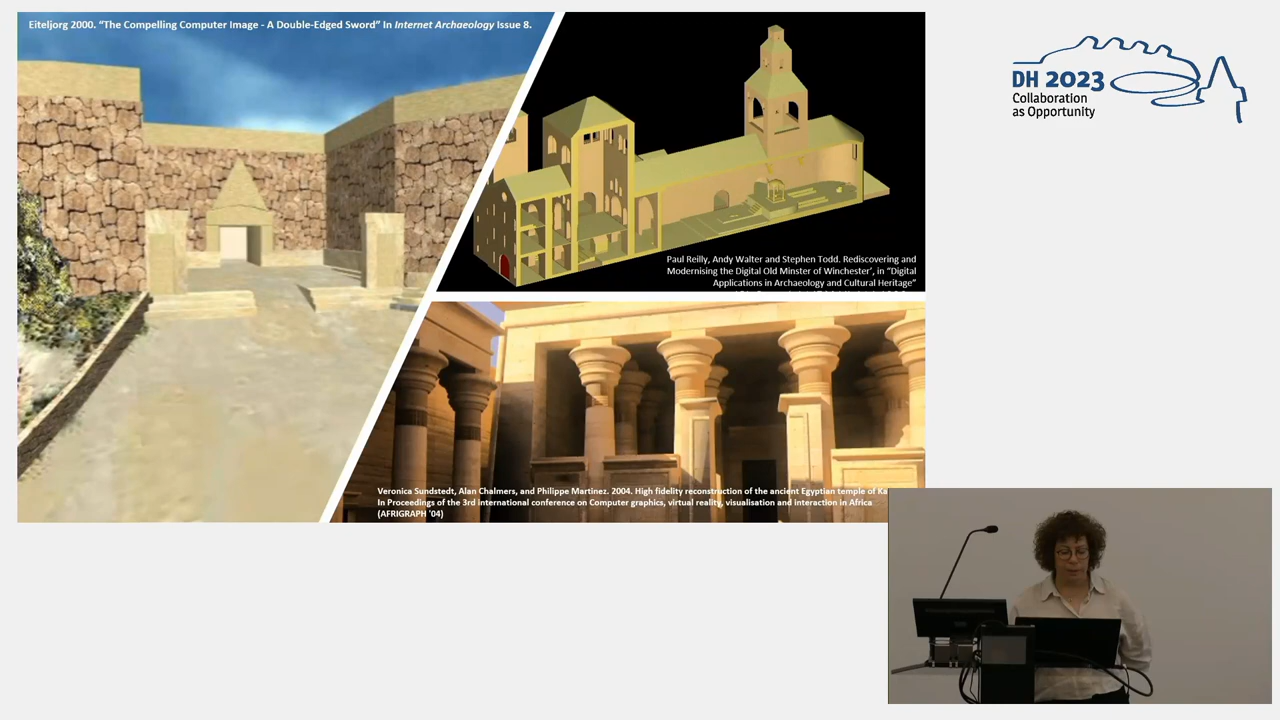 Eiteljorg 2000. “The Compelling Computer Image - A Double-Edged Sword” In Internet Archaeology Issue 8.
DH 2023
Collaboration
as Opportunity
Paul Reilly, Andy Walter and Stephen Todd. Rediscovering and
Modernising the Digital Old Minster of Winchester’, in “Digital
Applications in Archaeology and Cultural Heritage”
Veronica Sundstedt, Alan Chalmers, and Philippe Martinez. 2004. High fidelity reconstruction of the ancient Egyptian temple of
In Proceedings of the 3rd international conference on Computer graphics, virtual reality, visualisation and interaction in Africa
(AFRIGRAPH '04)